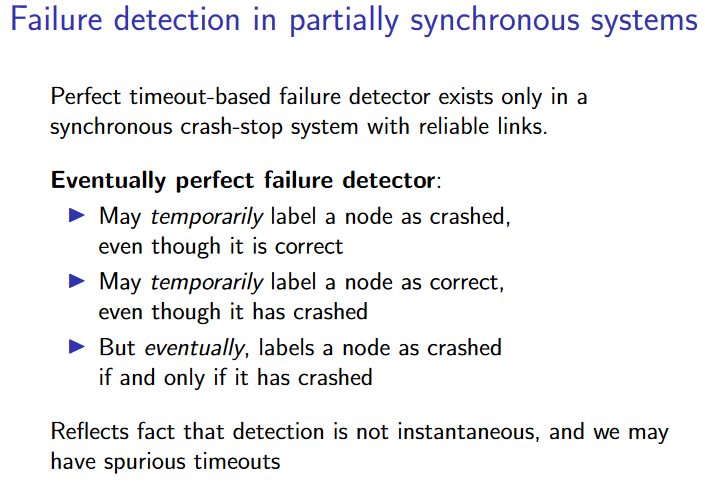 Failure detection in partially synchronous systems
Perfect timeout-based failure detector exists only in a
synchronous crash-stop system with reliable links.
Eventually perfect failure detector:
May temporarily label a node as crashed,
even though it is correct
May temporarily label a node as correct,
even though it has crashed
But eventually, labels a node as crashed
if and only if it has crashed
Reflects fact that detection is not instantaneous, and we may
have spurious timeouts